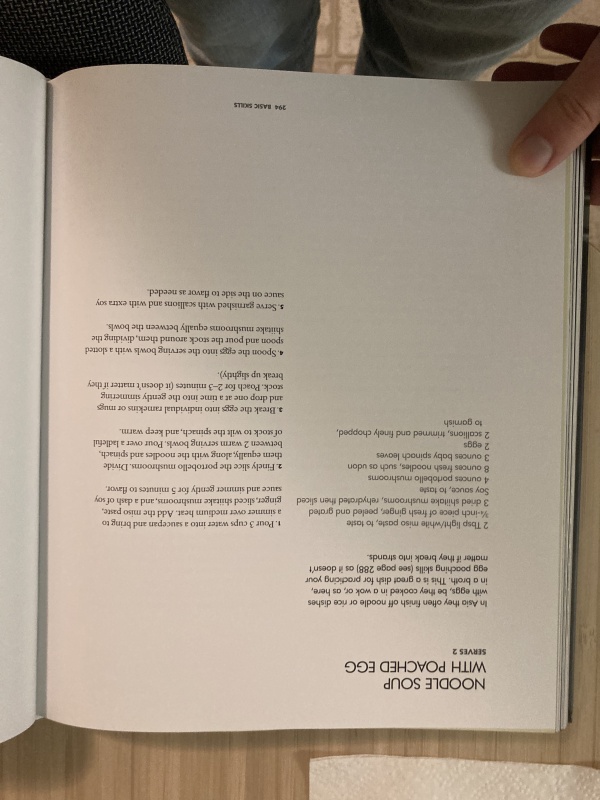 NOODLE SOUP
WITH POACHED EGG
SERVES 2
In Asia they often finish off noodle or rice dishes
with eggs, be they cooked in a wok or, as here,
in a broth. This is a great dish for practicing your
egg poaching skills (see page 288) as it doesn't
matter if they break into strands.
2 Tbsp light/white miso paste, to taste
¾-inch piece of fresh ginger, peeled and grated
3 dried shiitake mushrooms, rehydrated then sliced
Soy sauce, to taste
4 ounces portobello mushrooms
8 ounces fresh noodles, such as udon
3 ounces baby spinach leaves
2 eggs
2 scallions, trimmed and finely chopped,
to garnish
1. Pour 3 cups water into a saucepan and bring to
a simmer over medium heat. Add the miso paste,
ginger, sliced shiitake mushrooms, and a dash of soy
sauce and simmer gently for 5 minutes to flavor.
2. Finely slice the portobello mushrooms. Divide
them equally, along with the noodles and spinach,
between 2 warm serving bowls. Pour over a ladleful
of stock to wilt the spinach, and keep warm.
3. Break the eggs into individual ramekins or mugs
and drop one at a time into the gently simmering
stock. Poach for 2–3 minutes (it doesn't matter if they
break up slightly).
4. Spoon the eggs into the serving bowls with a slotted
spoon and pour the stock around them, dividing the
shiitake mushrooms equally between the bowls.
5. Serve garnished with scallions and with extra soy
sauce on the side to flavor as needed.
294 BASIC SKILLS